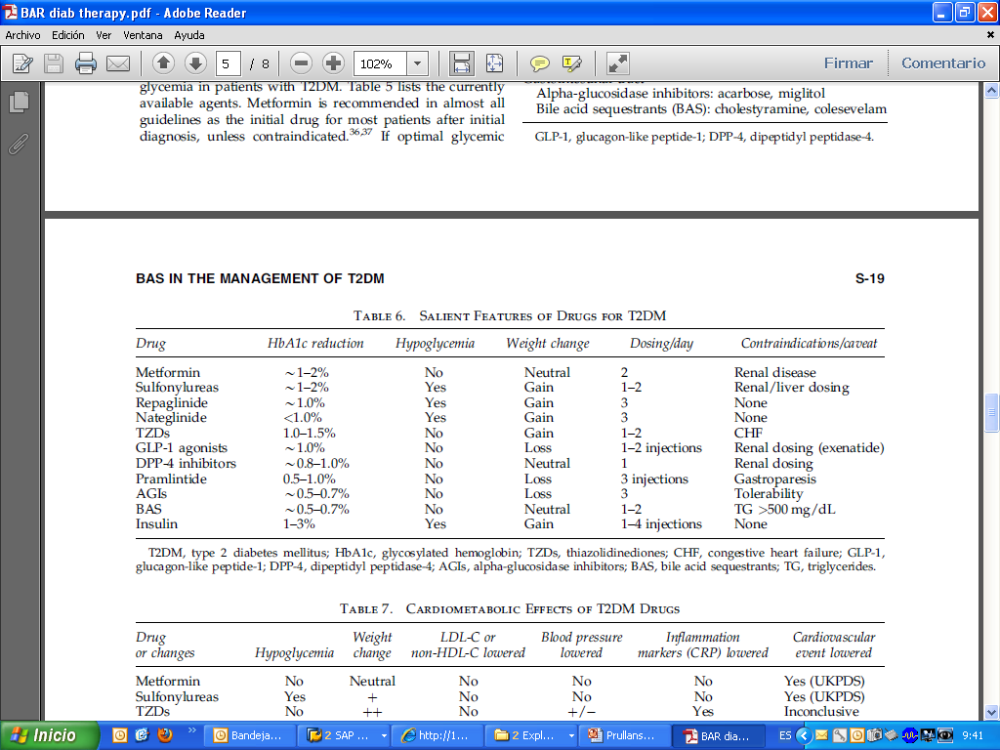 BAR diab therapy.pdf - Adobe Reader
Archivo Edición Ver Ventana Ayuda
5 / 8 102% Firmar Comentario
glycemia in patients with T2DM. Table 5 lists the currently
available agents. Metformin is recommended in almost all
guidelines as the initial drug for most patients after initial
diagnosis, unless contraindicated.36,37 If optimal glycemic
Alpha-glucosidase inhibitors: acarbose, miglitol
Bile acid sequestrants (BAS): cholestyramine, colesevelam
GLP-1, glucagon-like peptide-1; DPP-4, dipeptidyl peptidase-4.
BAS IN THE MANAGEMENT OF T2DM S-19
Table 6. Salient Features of Drugs for T2DM
Drug HbA1c reduction Hypoglycemia Weight change Dosing/day Contraindications/caveat
Metformin ~1–2% No Neutral 2 Renal disease
Sulfonylureas ~1–2% Yes Gain 1–2 Renal/liver dosing
Repaglinide ~1.0% Yes Gain 3 None
Nateglinide <1.0% Yes Gain 3 None
TZDs 1.0–1.5% No Gain 1–2 CHF
GLP-1 agonists ~1.0% No Loss 1–2 injections Renal dosing (exenatide)
DPP-4 inhibitors ~0.8–1.0% No Neutral 1 Renal dosing
Pramlintide 0.5–1.0% No Loss 3 injections Gastroparesis
AGIs ~0.5–0.7% No Loss 3 Tolerability
BAS ~0.5–0.7% No Neutral 1–2 TG >500 mg/dL
Insulin 1–3% Yes Gain 1–4 injections None
T2DM, type 2 diabetes mellitus; HbA1c, glycosylated hemoglobin; TZDs, thiazolidinediones; CHF, congestive heart failure; GLP-1,
glucagon-like peptide-1; DPP-4, dipeptidyl peptidase-4; AGIs, alpha-glucosidase inhibitors; BAS, bile acid sequestrants; TG, triglycerides.
Table 7. Cardiometabolic Effects of T2DM Drugs
Drug Weight LDL-C or Blood pressure Inflammation Cardiovascular
or changes Hypoglycemia change non-HDL-C lowered lowered markers (CRP) lowered event lowered
Metformin No Neutral No No No Yes (UKPDS)
Sulfonylureas Yes + No No No Yes (UKPDS)
TZDs No ++ No +/− Yes Inconclusive
Inicio Bandeja... 2 SAP ... http://1... 2 Expl... Prullans... BAR dia... ES 9:41